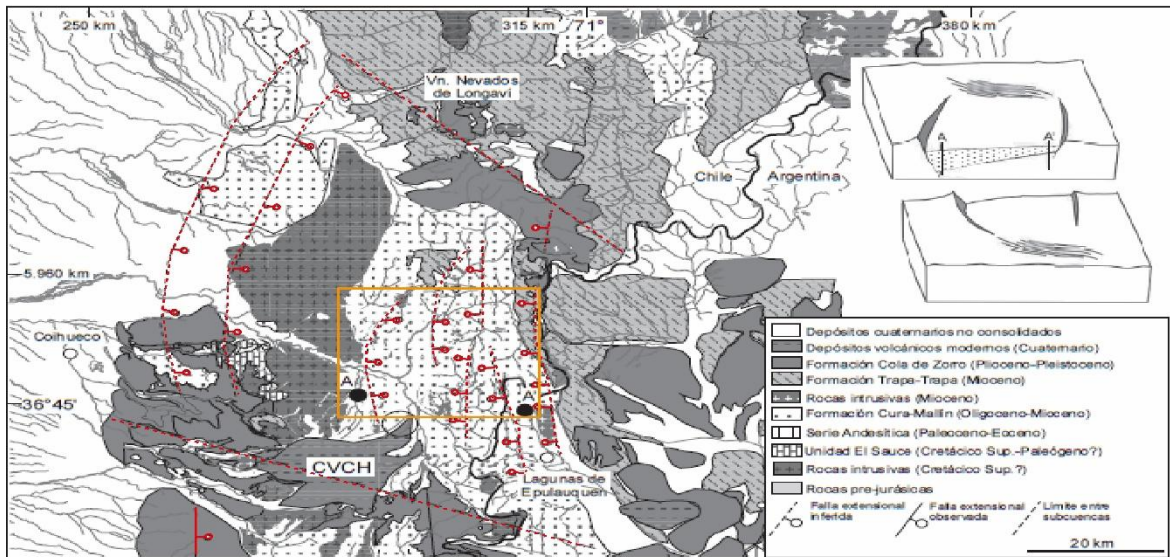 250 km
315 km
71°
380 km
Vn. Nevados
de Longaví
A
A'
Chile
Argentina
5.960 km
Coihueco
A
A'
36°45'
CVCH
Lagunas de
Epulauquen
Depósitos cuaternarios no consolidados
Depósitos volcánicos modernos (Cuaternario)
Formación Cola de Zorro (Plioceno-Pleistoceno)
Formación Trapa-Trapa (Mioceno)
Rocas intrusivas (Mioceno)
Formación Cura-Mallín (Oligoceno-Mioceno)
Serie Andesítica (Paleoceno-Eoceno)
Unidad El Sauce (Cretácico Sup.-Paleógeno?)
Rocas intrusivas (Cretácico Sup.?)
Rocas pre-jurásicas
Falla extensional
inferida
Falla extensional
observada
Límite entre
subcuencas
20 km